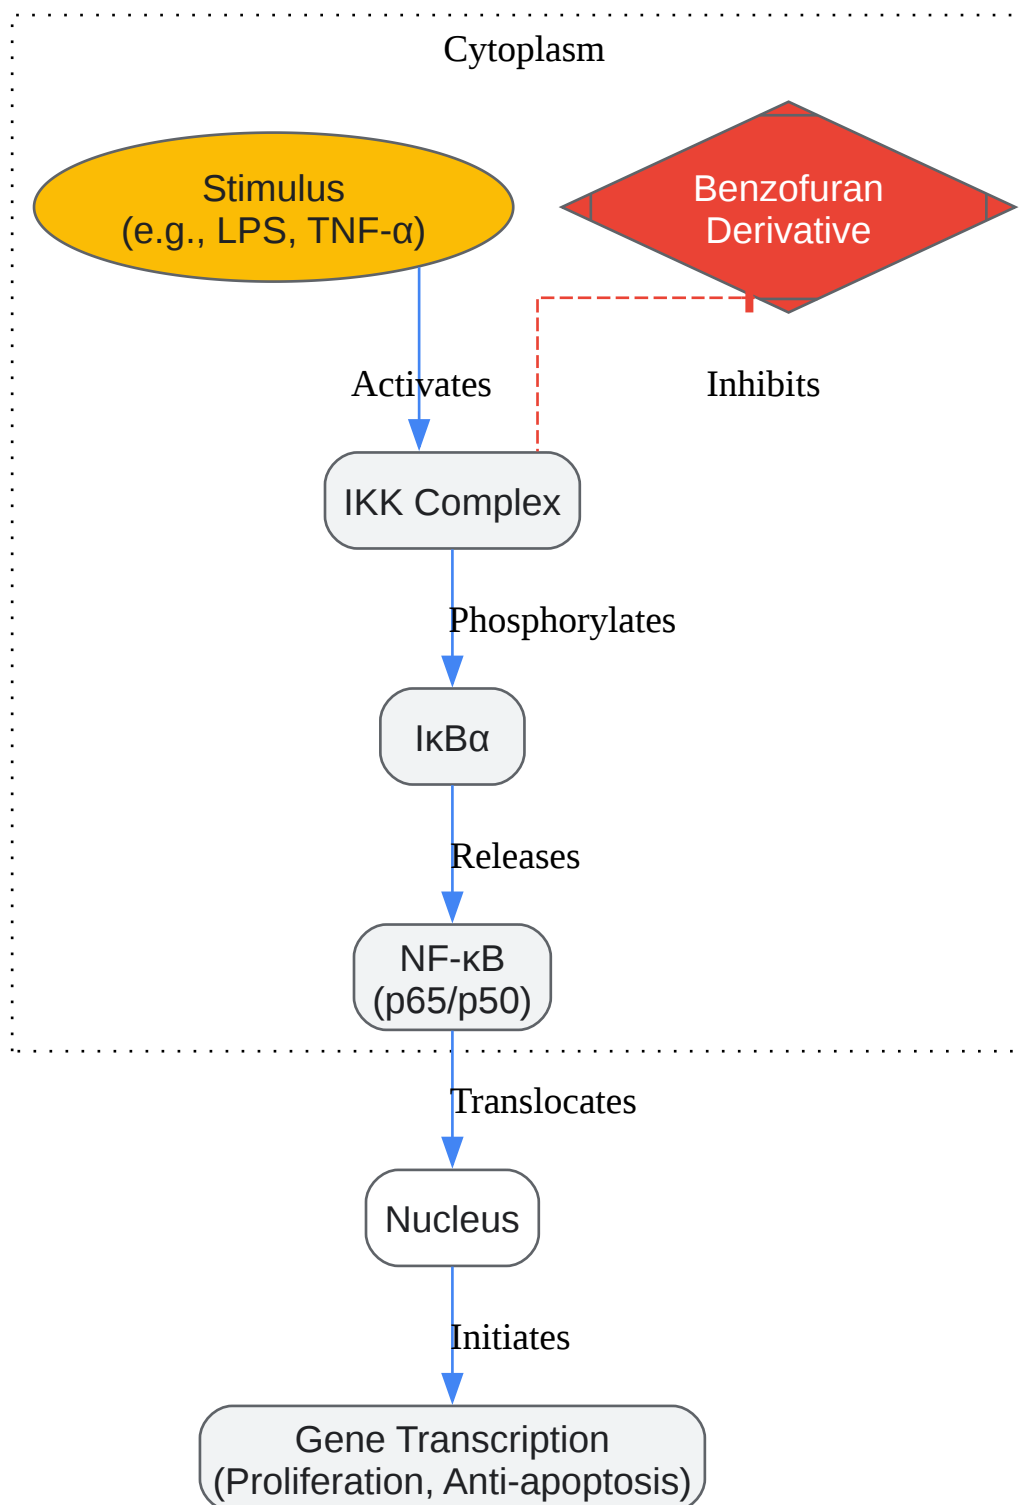 Cytoplasm
Stimulus
(e.g., LPS, TNF-α)
Benzofuran
Derivative
Activates
Inhibits
IKK Complex
Phosphorylates
IκBα
Releases
NF-κB
(p65/p50)
Translocates
Nucleus
Initiates
Gene Transcription
(Proliferation, Anti-apoptosis)